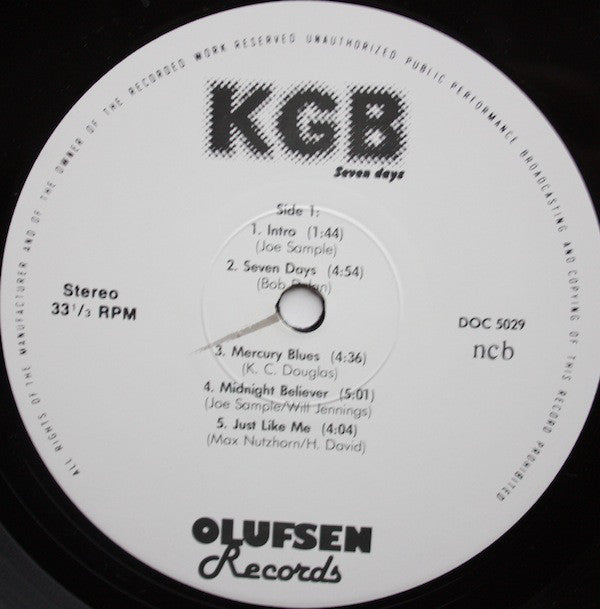 ALL RIGHTS OF THE MANUFACTURER AND OF THE OWNER OF THE RECORDED WORK RESERVED UNAUTHORIZED PUBLIC PERFORMANCE BROADCASTING AND COPYING OF THIS RECORD PROHIBITED
KGB
Seven days
Side 1:
1. Intro (1:44)
(Joe Sample)
2. Seven Days (4:54)
(Bob Dylan)
Stereo
33 1/3 RPM
DOC 5029
ncb
3. Mercury Blues (4:36)
(K. C. Douglas)
4. Midnight Believer (5:01)
(Joe Sample/Will Jennings)
5. Just Like Me (4:04)
(Max Nutzhorn/H. David)
OLUFSEN
Records